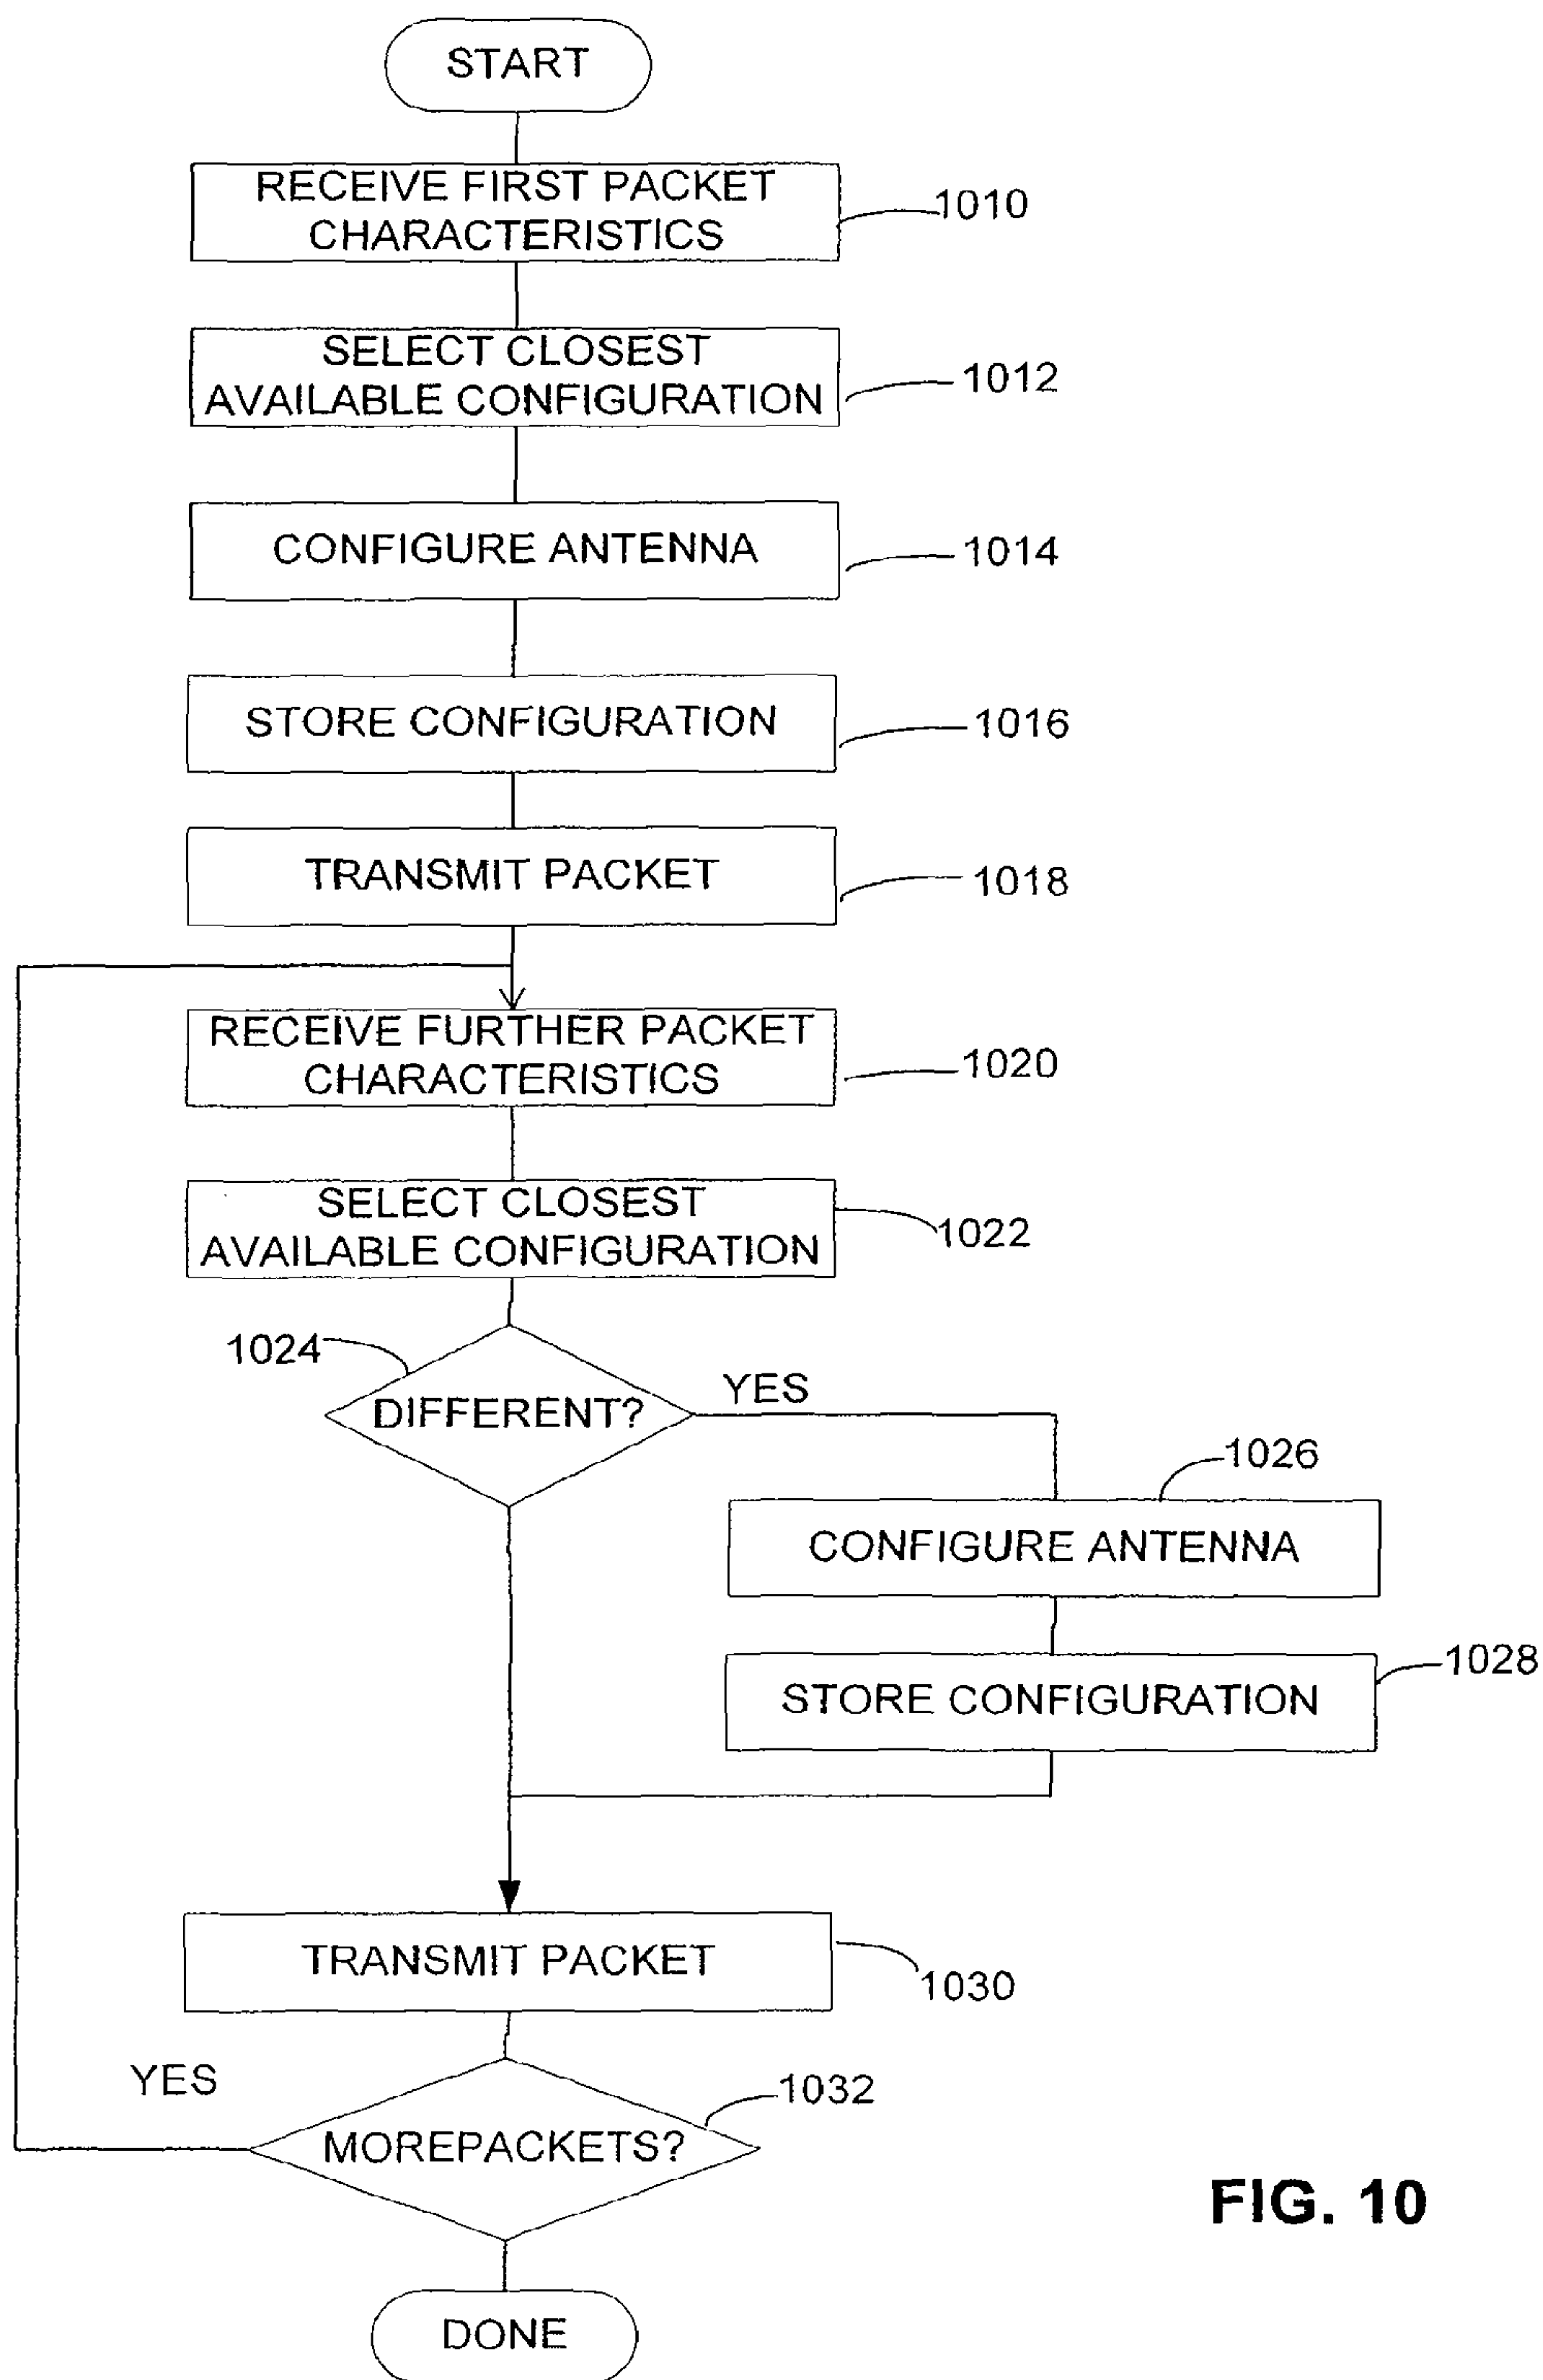 START
RECEIVE FIRST PACKET
CHARACTERISTICS
1010
SELECT CLOSEST
AVAILABLE CONFIGURATION
1012
CONFIGURE ANTENNA
1014
STORE CONFIGURATION
1016
TRANSMIT PACKET
1018
RECEIVE FURTHER PACKET
CHARACTERISTICS
1020
SELECT CLOSEST
AVAILABLE CONFIGURATION
1022
1024
DIFFERENT?
YES
1026
CONFIGURE ANTENNA
1028
STORE CONFIGURATION
TRANSMIT PACKET
1030
YES
1032
MOREPACKETS?
FIG. 10
DONE